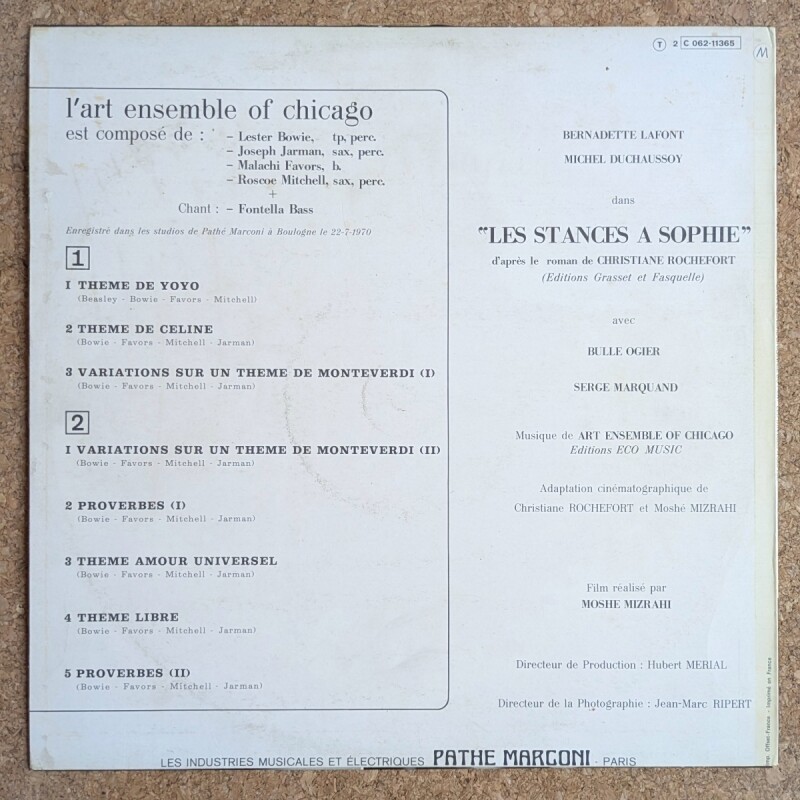 T 2 C 062-11365
M
l'art ensemble of chicago
est composé de : – Lester Bowie, tp. perc.
– Joseph Jarman, sax, perc.
– Malachi Favors, b.
– Roscoe Mitchell, sax, perc.
+
Chant : – Fontella Bass
Enregistré dans les studios de Pathé Marconi à Boulogne le 22-7-1970
1
I THEME DE YOYO
(Beasley - Bowie - Favors - Mitchell)
2 THEME DE CELINE
(Bowie - Favors - Mitchell - Jarman)
3 VARIATIONS SUR UN THEME DE MONTEVERDI (I)
(Bowie - Favors - Mitchell - Jarman)
2
I VARIATIONS SUR UN THEME DE MONTEVERDI (II)
(Bowie - Favors - Mitchell - Jarman)
2 PROVERBES (I)
(Bowie - Favors - Mitchell - Jarman)
3 THEME AMOUR UNIVERSEL
(Bowie - Favors - Mitchell - Jarman)
4 THEME LIBRE
(Bowie - Favors - Mitchell - Jarman)
5 PROVERBES (II)
(Bowie - Favors - Mitchell - Jarman)
BERNADETTE LAFONT
MICHEL DUCHAUSSOY
dans
"LES STANCES A SOPHIE"
d'après le roman de CHRISTIANE ROCHEFORT
(Editions Grasset et Fasquelle)
avec
BULLE OGIER
SERGE MARQUAND
Musique de ART ENSEMBLE OF CHICAGO
Editions ECO MUSIC
Adaptation cinématographique de
Christiane ROCHEFORT et Moshé MIZRAHI
Film réalisé par
MOSHE MIZRAHI
Directeur de Production : Hubert MERIAL
Directeur de la Photographie : Jean-Marc RIPERT
LES INDUSTRIES MUSICALES ET ÉLECTRIQUES PATHE MARCONI - PARIS
Imp. Offset-France - Imprimé en France